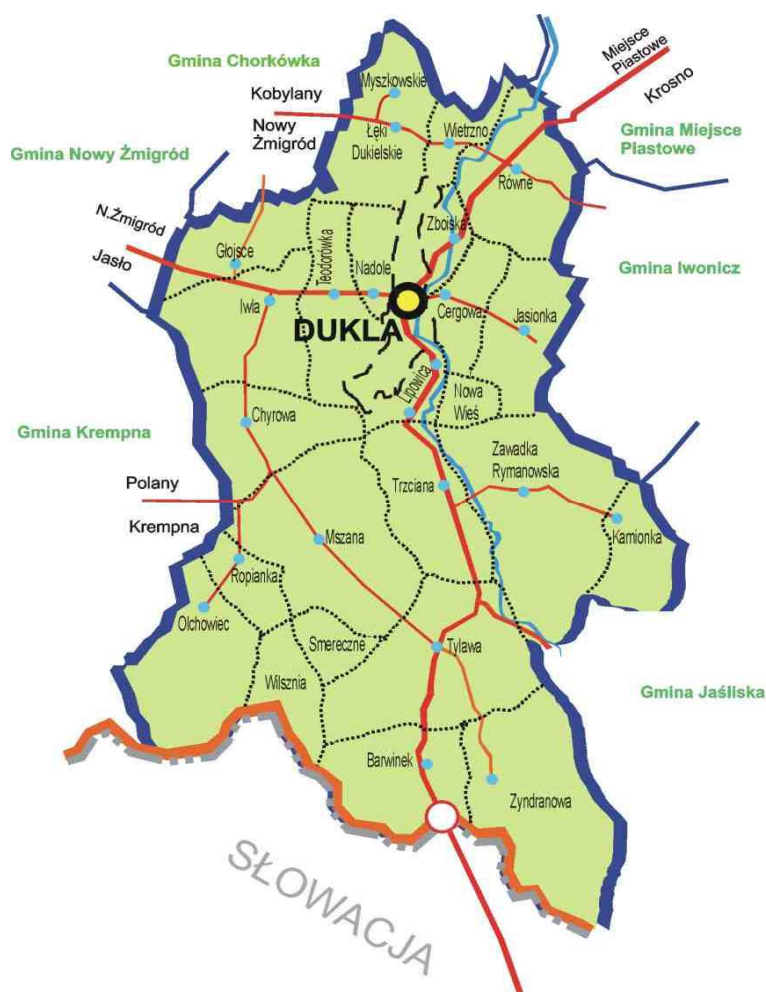 Gmina Chorkówka
Miejsce
Piastowe
Krosno
Myszkowskie
Kobylany
Nowy
Żmigród
Łęki
Dukielskie
Wietrzno
Gmina Miejsce
Piastowe
Gmina Nowy Żmigród
Równe
N.Żmigród
Jasło
Głojsce
Teodorówka
Nadole
Zboiska
Gmina Iwonicz
Iwla
DUKLA
Cergowa
Jasionka
Lipowica
Nowa
Wieś
Chyrowa
Gmina Krempna
Zawadka
Rymanowska
Polany
Krempna
Trzciana
Mszana
Kamionka
Ropianka
Olchowiec
Smereczne
Tylawa
Wilsznia
Gmina Jaśliska
Barwinek
Zyndranowa
SŁOWACJA